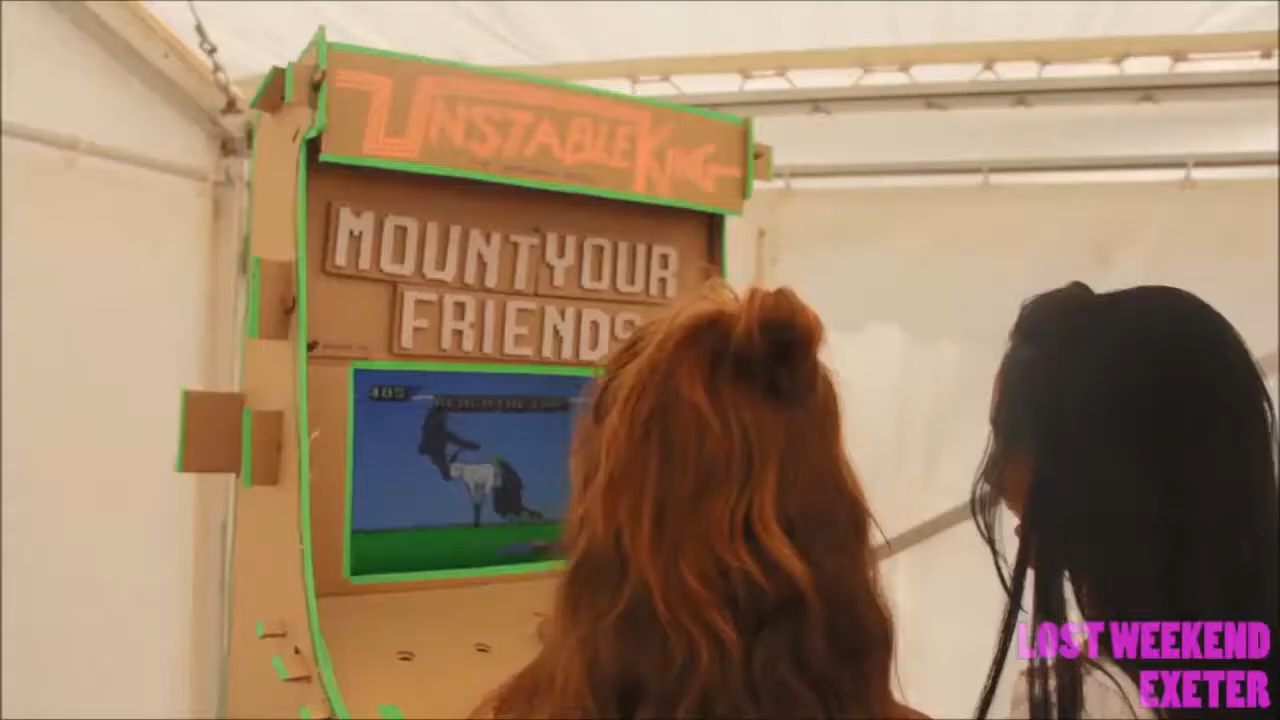 UNSTABLEKING
MOUNTYOUR
FRIENDS
405
LOST WEEKEND
EXETER